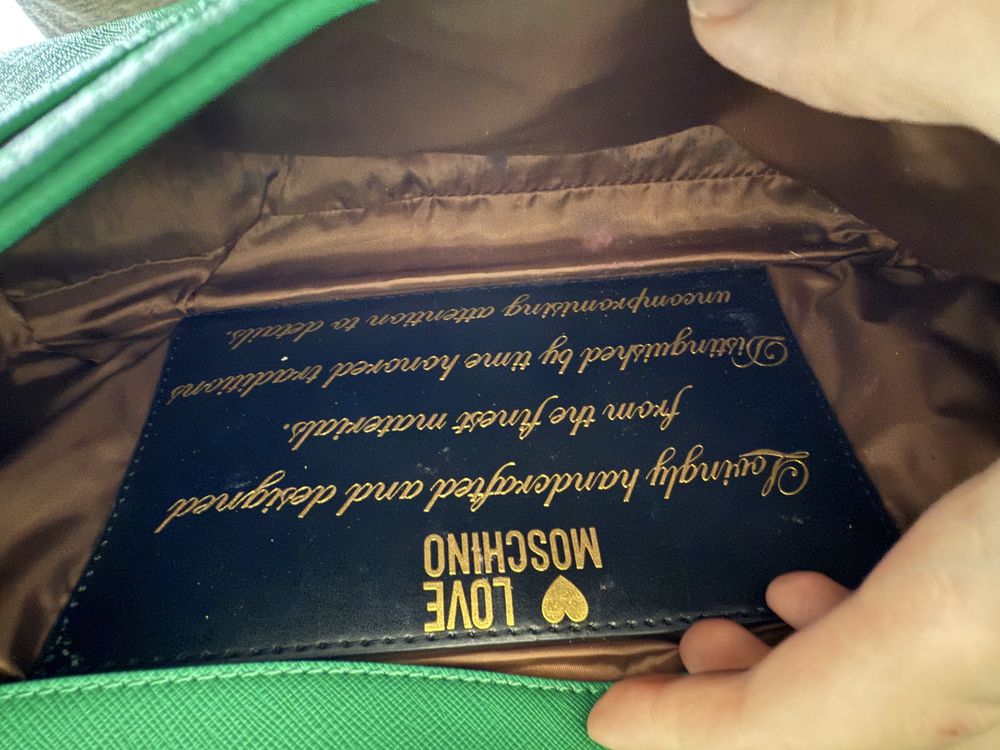 LOVE
MOSCHINO
Lovingly handcrafted and designed
from the finest materials.
Distinguished by time honored traditions
uncompromising attention to details.